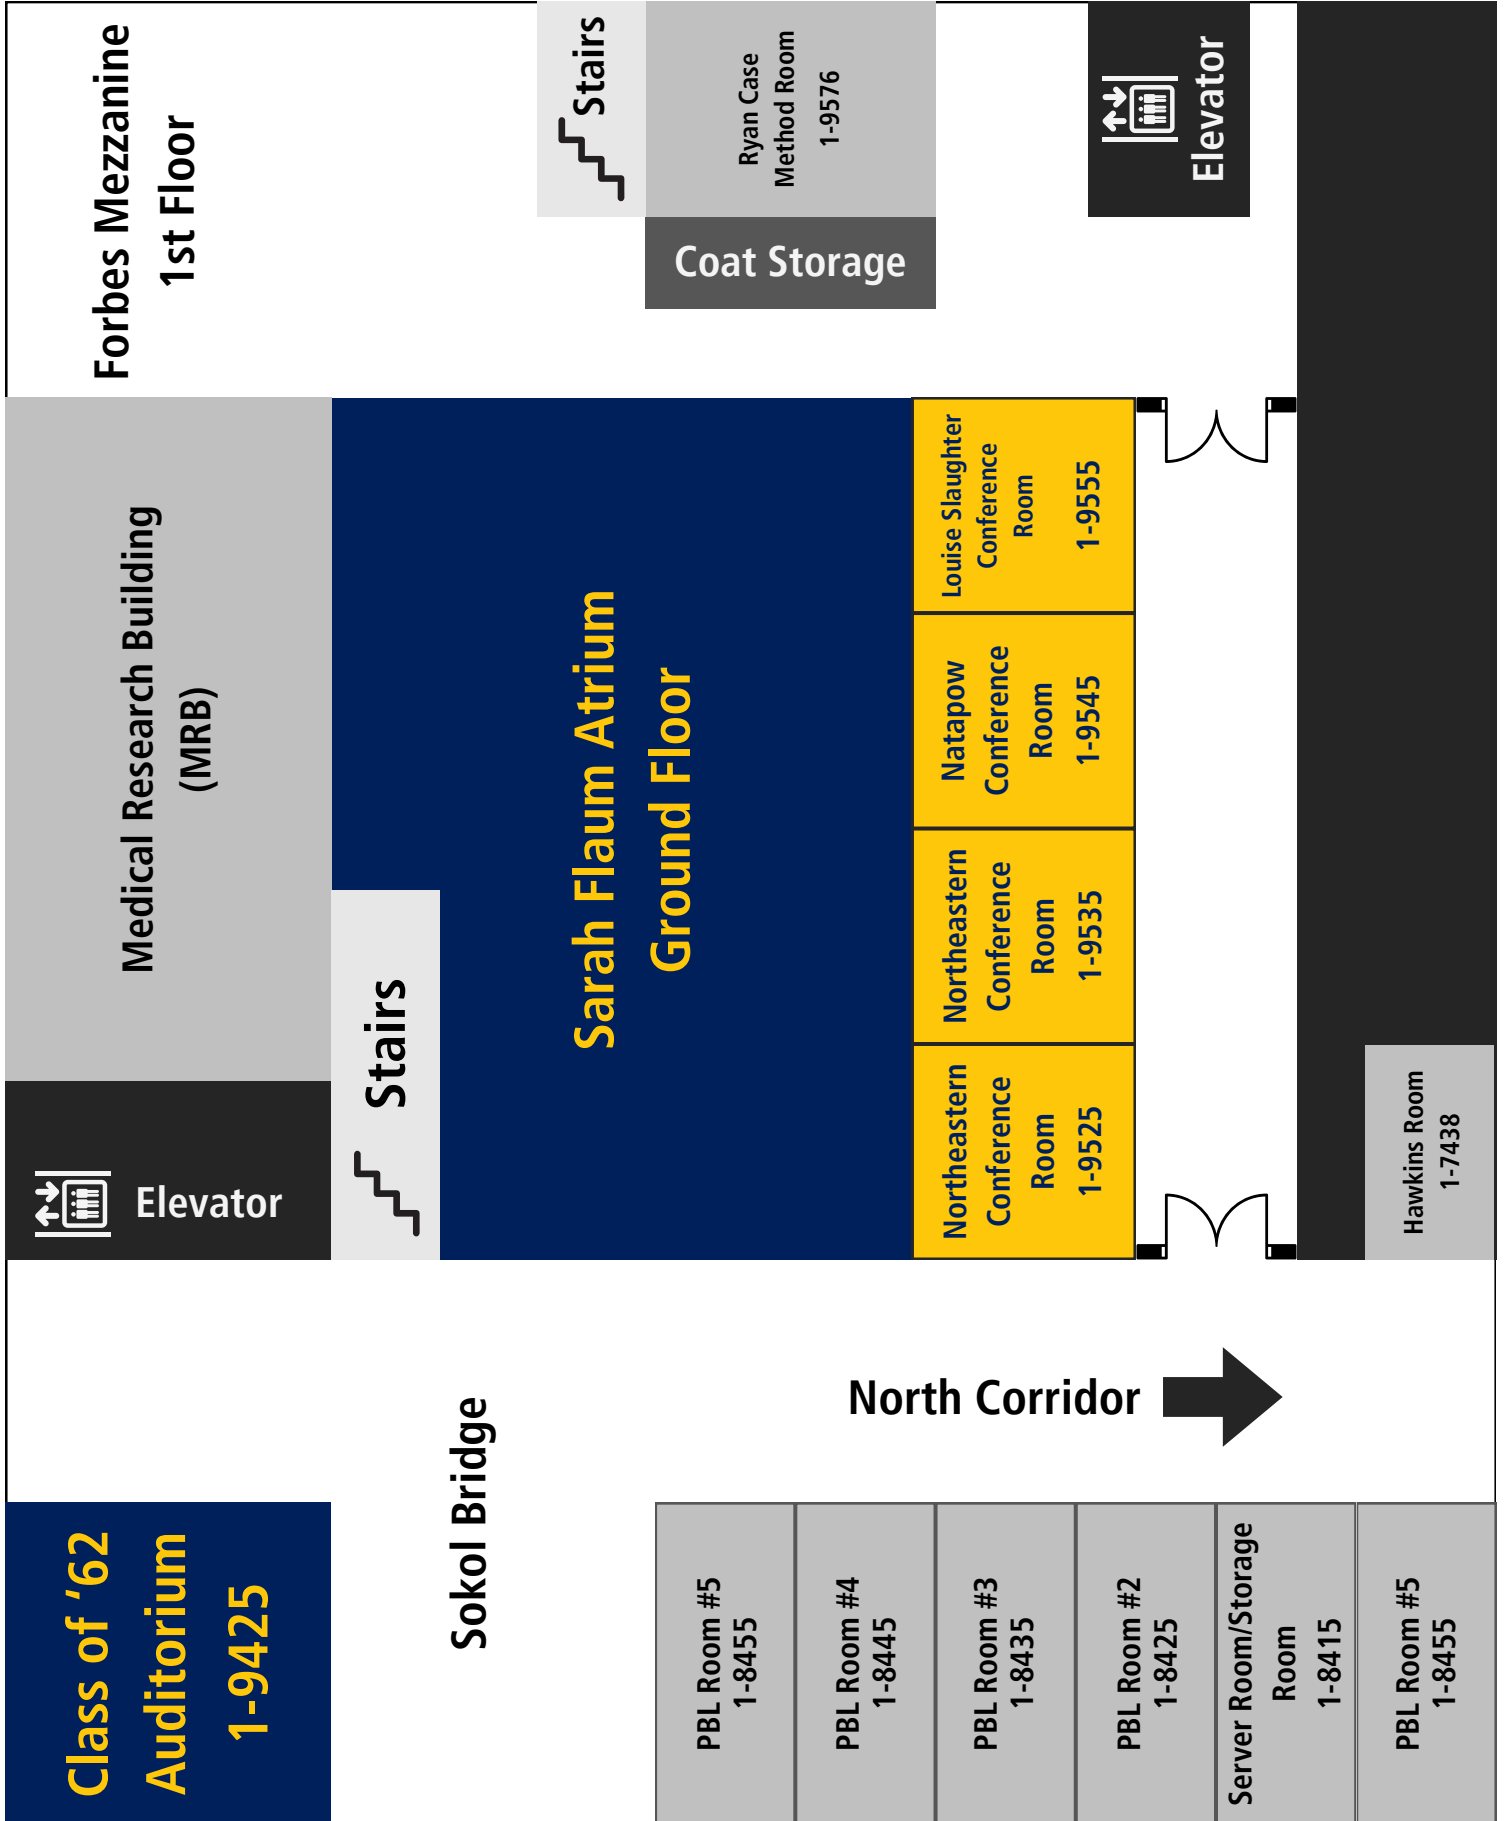 Forbes Mezzanine
1st Floor
Stairs
Ryan Case
Method Room
1-9576
Coat Storage
Elevator
Medical Research Building
(MRB)
Elevator
Stairs
Sarah Flaum Atrium
Ground Floor
Louise Slaughter
Conference
Room
1-9555
Natapow
Conference
Room
1-9545
Northeastern
Conference
Room
1-9535
Northeastern
Conference
Room
1-9525
Hawkins Room
1-7438
North Corridor
Sokol Bridge
Class of ‘62
Auditorium
1-9425
PBL Room #5
1-8455
PBL Room #4
1-8445
PBL Room #3
1-8435
PBL Room #2
1-8425
Server Room/Storage
Room
1-8415
PBL Room #5
1-8455